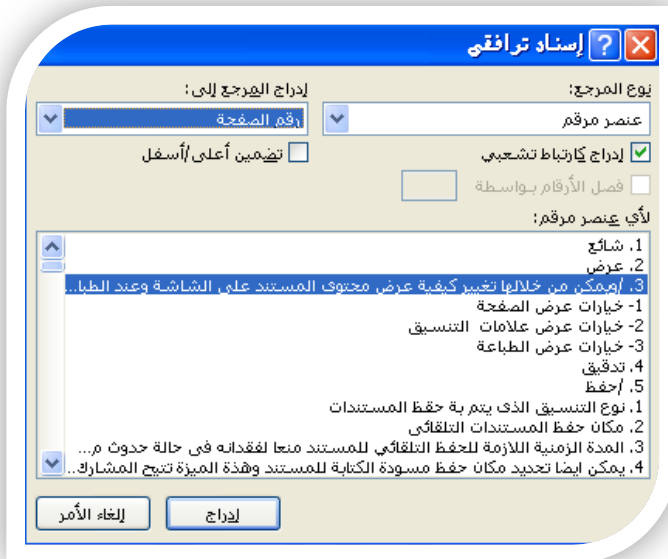 إسناد ترافقي
نوع المرجع:
إدراج المرجع إلى:
عنصر مرقم
رقم الصفحة
إدراج كارتباط تشعبي
تضمين أعلى/أسفل
فصل الأرقام بواسطة
لأي عنصر مرقم:
1. شائع
2. عرض
3. /ويمكن من خلالها تغيير كيفية عرض محتوى المستند على الشاشة وعند الطبا...
1- خيارات عرض الصفحة
2- خيارات عرض علامات التنسيق
3- خيارات عرض الطباعة
4. تدقيق
5. /حفظ
1. نوع التنسيق الذى يتم بة حفظ المستندات
2. مكان حفظ المستندات التلقائى
3. المدة الزمنية اللازمة للحفظ التلقائي للمستند منعا لفقدانه فى حالة حدوث م...
4. يمكن ايضا تحديد مكان حفظ مسودة الكتابة للمستند وهذة الميزة تتيح المشارك...
إدراج
إلغاء الأمر